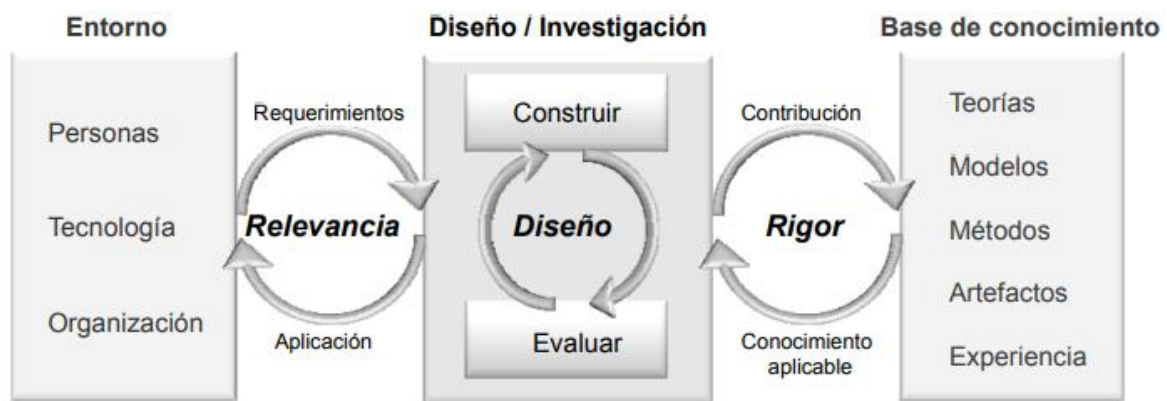 Entorno
Diseño / Investigación
Base de conocimiento
Personas
Tecnología
Organización
Requerimientos
Relevancia
Aplicación
Construir
Diseño
Evaluar
Contribución
Rigor
Conocimiento
aplicable
Teorías
Modelos
Métodos
Artefactos
Experiencia